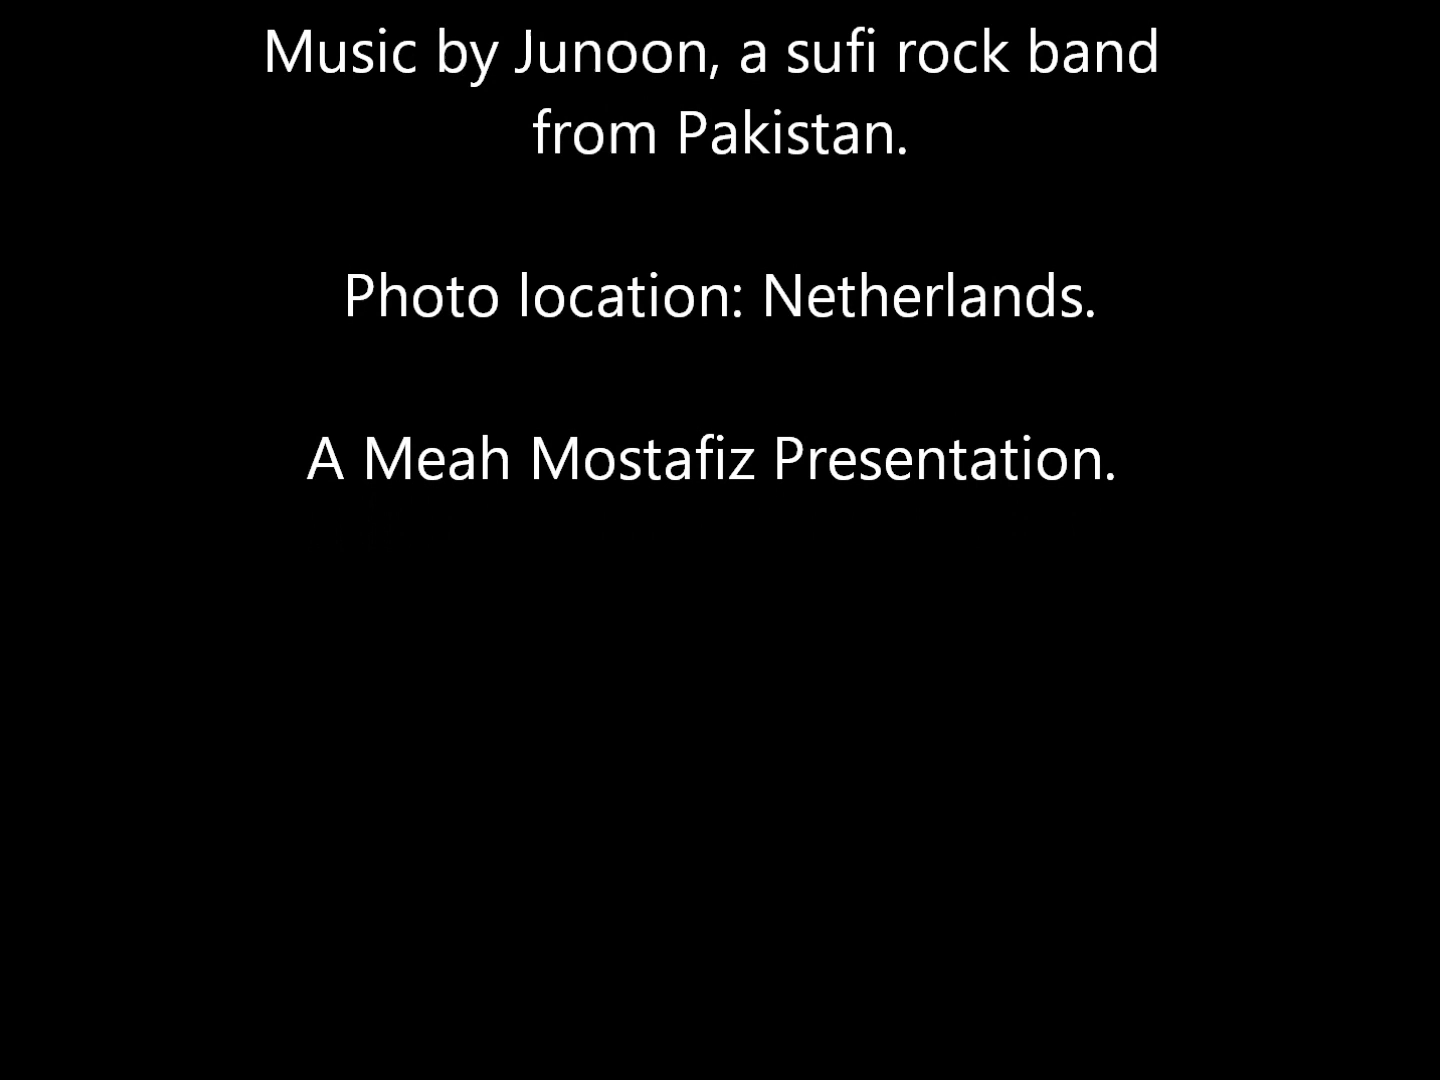 Music by Junoon, a sufi rock band
from Pakistan.
Photo location: Netherlands.
A Meah Mostafiz Presentation.